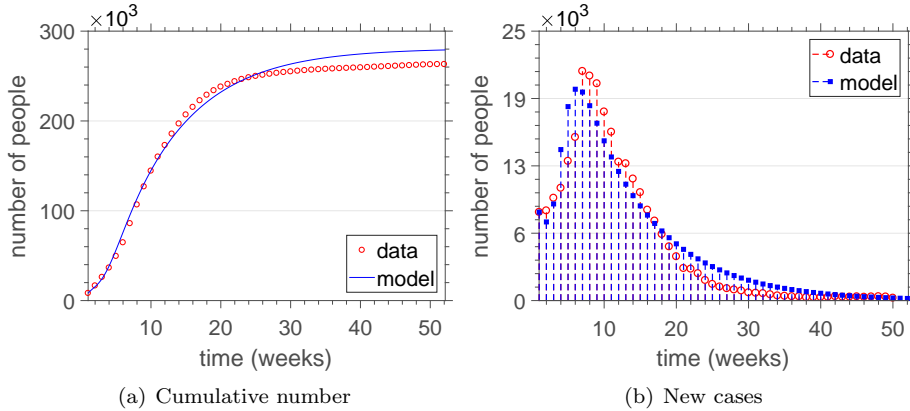 ×10³
300
200
100
0
number of people
10
20
30
40
50
time (weeks)
data
model
(a) Cumulative number
×10³
25
19
13
6
0
number of people
10
20
30
40
50
time (weeks)
data
model
(b) New cases